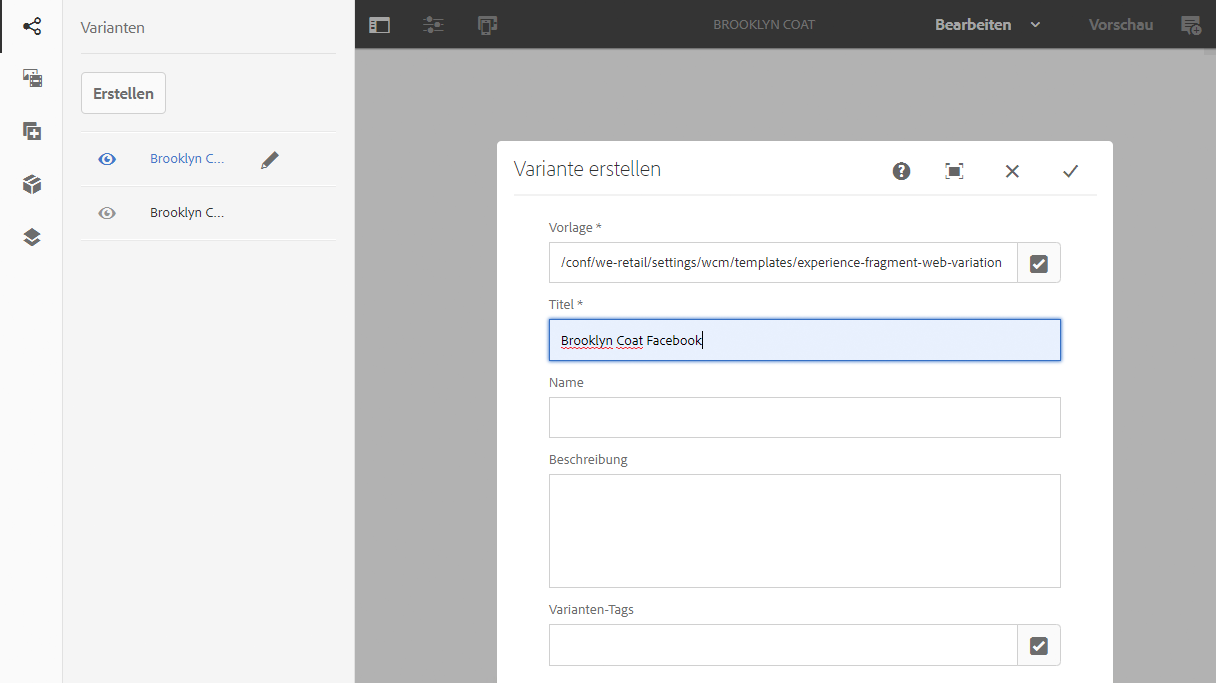 Varianten
Erstellen
Brooklyn C...
Brooklyn C...
BROOKLYN COAT
Bearbeiten
Vorschau
Variante erstellen
Vorlage *
/conf/we-retail/settings/wcm/templates/experience-fragment-web-variation
Titel *
Brooklyn Coat Facebook
Name
Beschreibung
Varianten-Tags